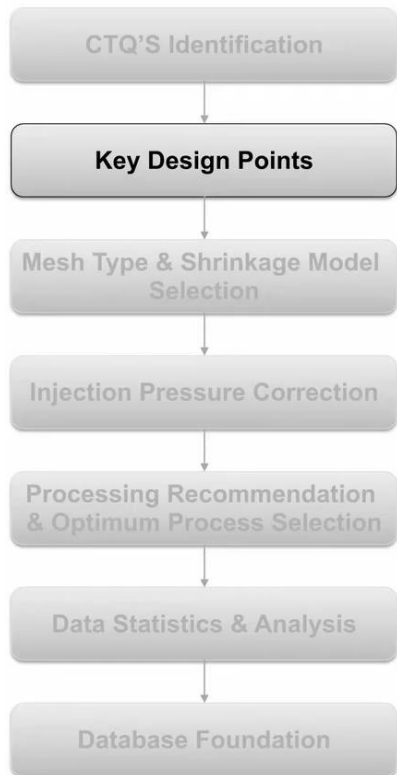 CTQ'S Identification
Key Design Points
Mesh Type & Shrinkage Model
Selection
Injection Pressure Correction
Processing Recommendation
& Optimum Process Selection
Data Statistics & Analysis
Database Foundation